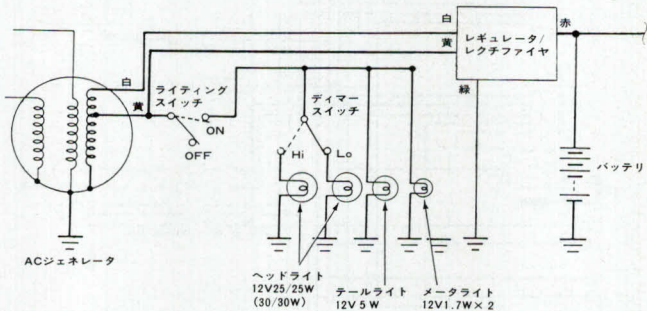 白
黄
レギュレータ/
レクチファイヤ
赤
緑
白
黄
ライティング
スイッチ
ON
OFF
ディマー
スイッチ
Hi
Lo
バッテリ
ACジェネレータ
ヘッドライト
12V25/25W
(30/30W)
テールライト
12V5W
メータライト
12V1.7W×2